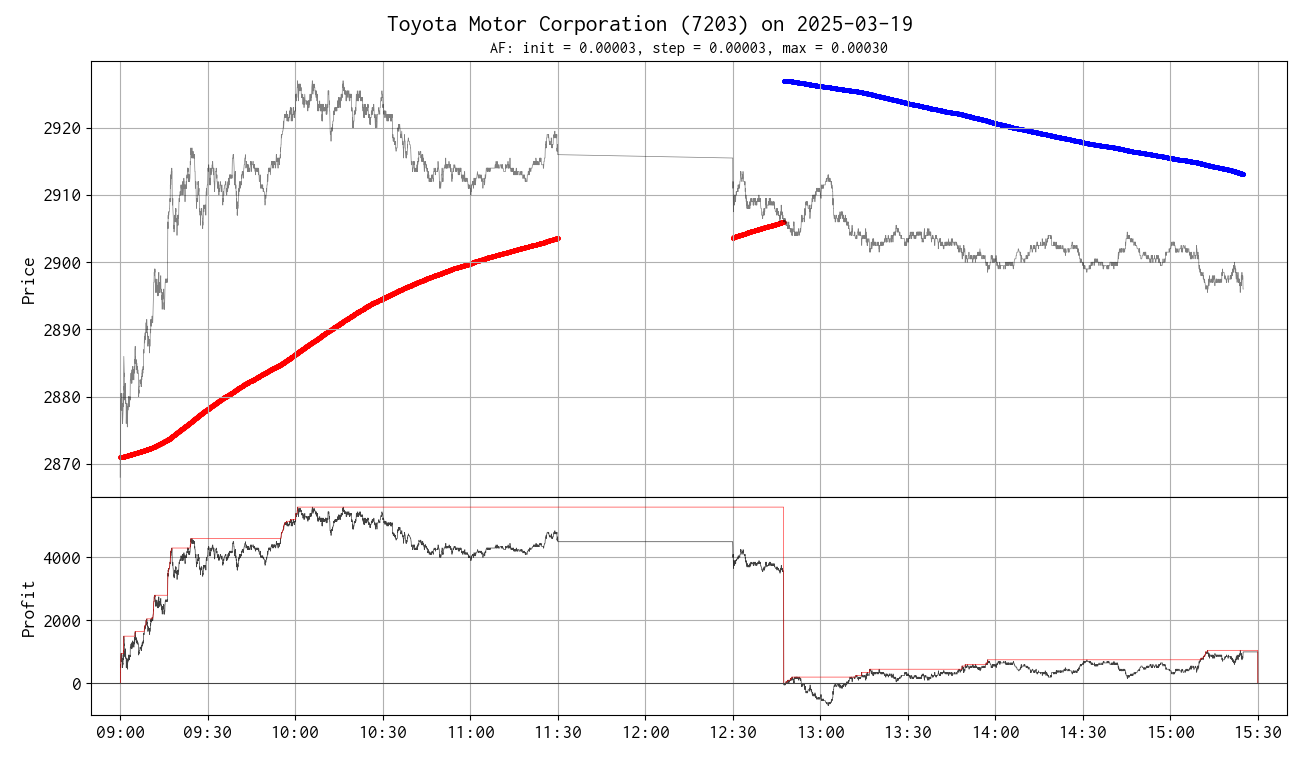 Toyota Motor Corporation (7203) on 2025-03-19
AF: init = 0.00003, step = 0.00003, max = 0.00030
Price
2920
2910
2900
2890
2880
2870
Profit
4000
2000
0
09:00 09:30 10:00 10:30 11:00 11:30 12:00 12:30 13:00 13:30 14:00 14:30 15:00 15:30